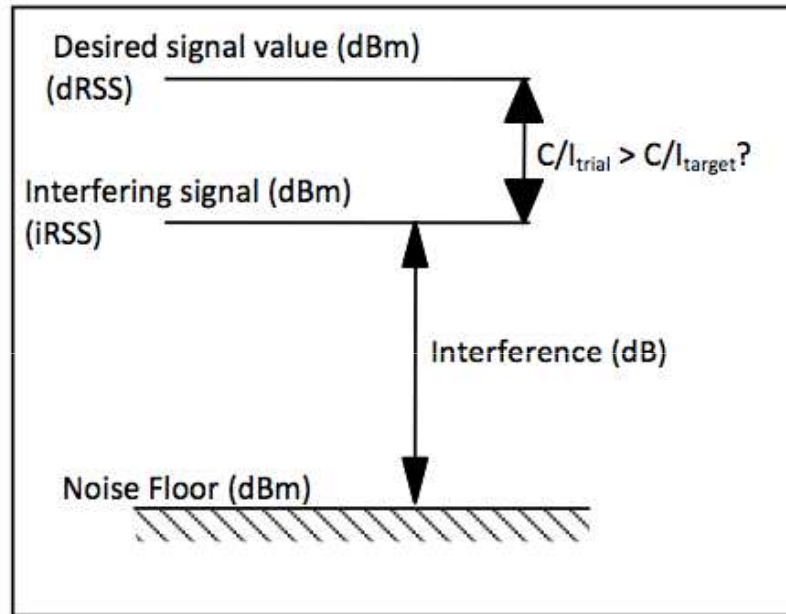 Desired signal value (dBm)
(dRSS)
C/Itrial > C/Itarget?
Interfering signal (dBm)
(iRSS)
Interference (dB)
Noise Floor (dBm)